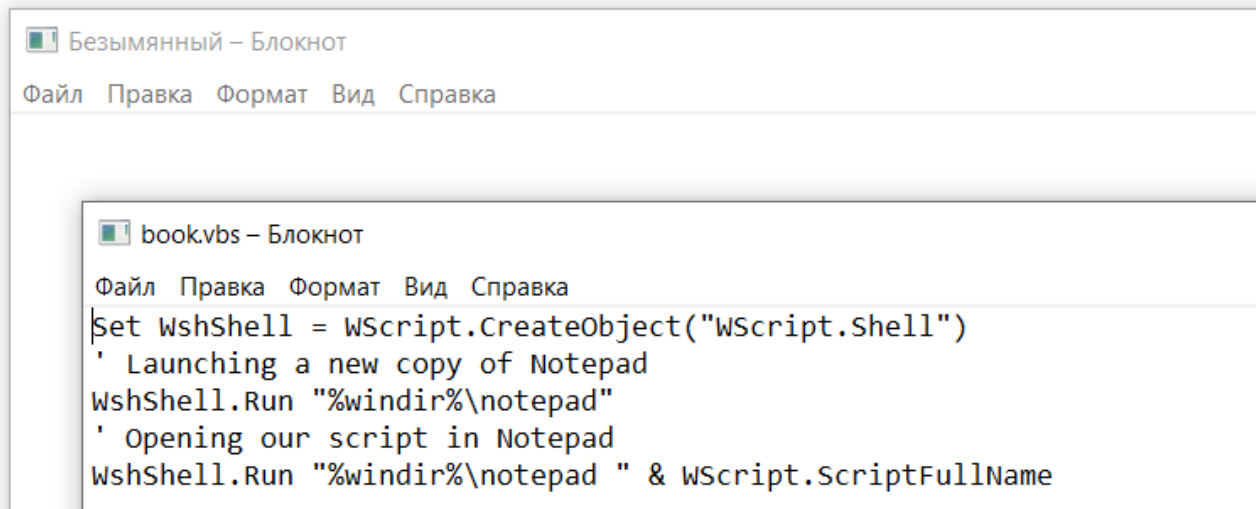 Безымянный – Блокнот
Файл Правка Формат Вид Справка
book.vbs – Блокнот
Файл Правка Формат Вид Справка
Set WshShell = WScript.CreateObject("WScript.Shell")
' Launching a new copy of Notepad
WshShell.Run "%windir%\notepad"
' Opening our script in Notepad
WshShell.Run "%windir%\notepad " & WScript.ScriptFullName